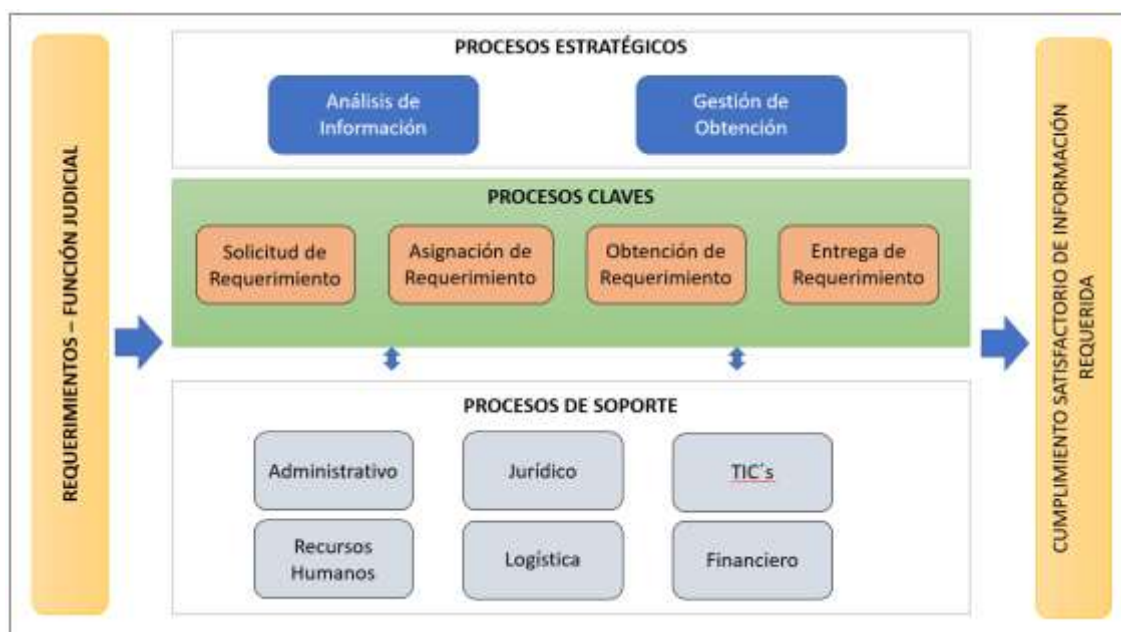 REQUERIMIENTOS – FUNCIÓN JUDICIAL
PROCESOS ESTRATÉGICOS
Análisis de
Información
Gestión de
Obtención
PROCESOS CLAVES
Solicitud de
Requerimiento
Asignación de
Requerimiento
Obtención de
Requerimiento
Entrega de
Requerimiento
PROCESOS DE SOPORTE
Administrativo
Jurídico
TIC´s
Recursos
Humanos
Logística
Financiero
CUMPLIMIENTO SATISFACTORIO DE INFORMACIÓN
REQUERIDA